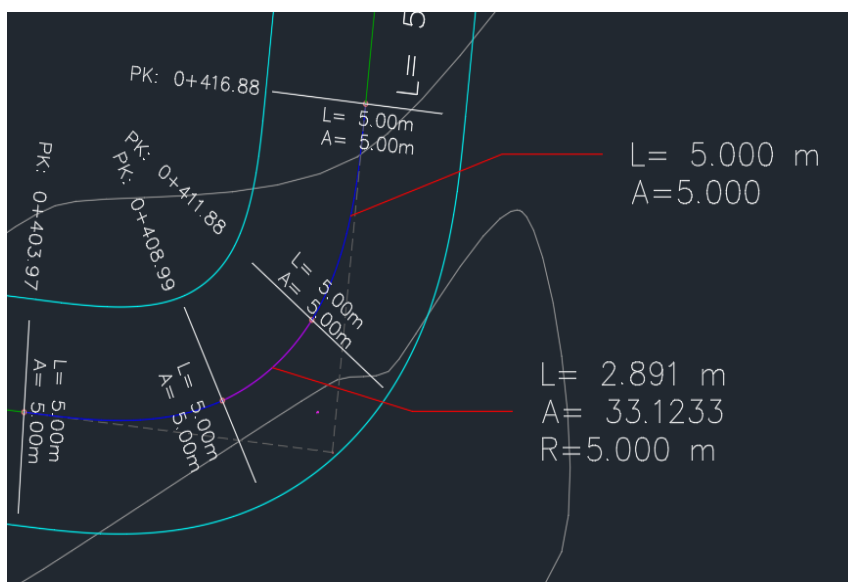 L= 5
PK: 0+416.88
L= 5.00m
A= 5.00m
L= 5.000 m
A=5.000
PK: 0+411.88
PK: 0+408.99
PK: 0+403.97
L= 5.00m
A= 5.00m
L= 5.00m
A= 5.00m
L= 5.00m
A= 5.00m
L= 2.891 m
A= 33.1233
R=5.000 m